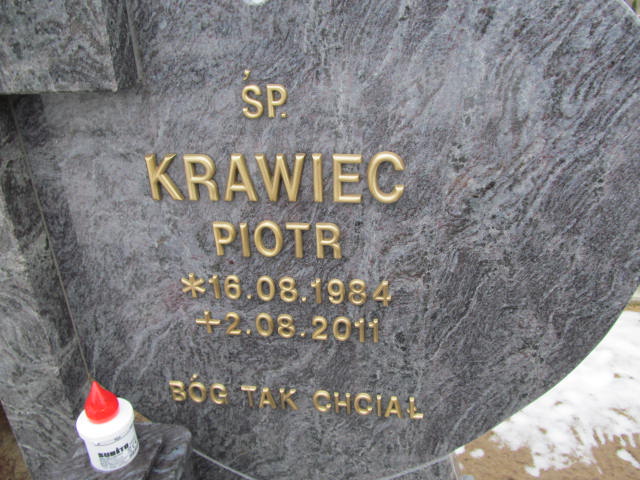 ŚP.
KRAWIEC
PIOTR
*16.08.1984
+2.08.2011
BÓG TAK CHCIAŁ